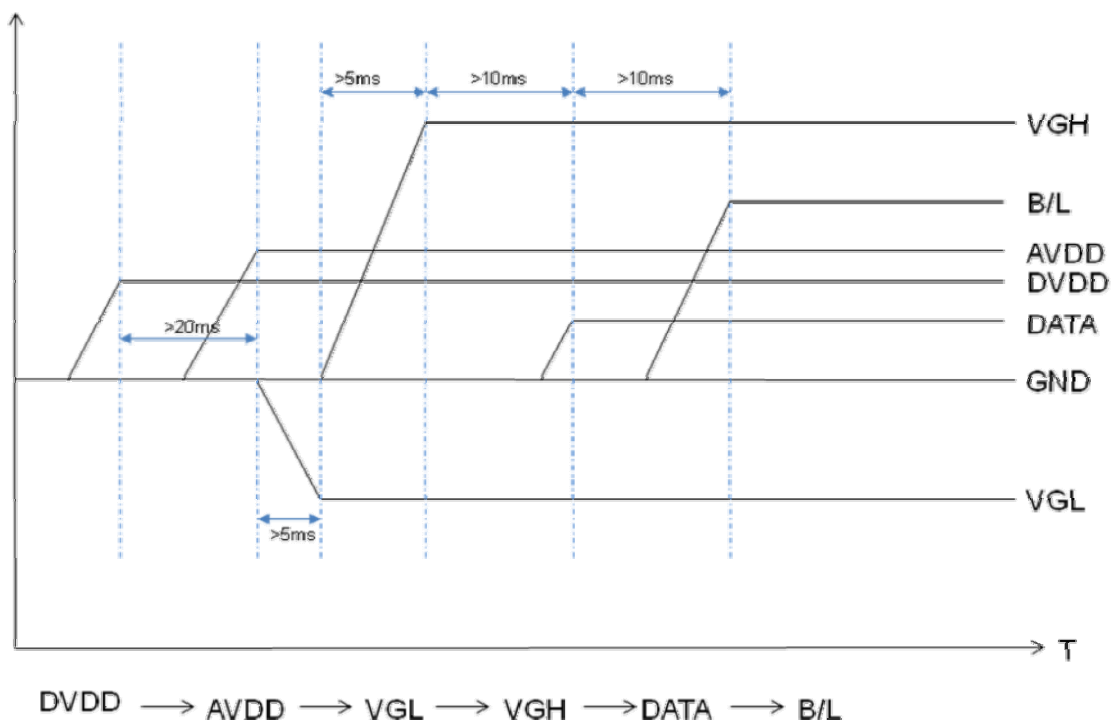 >5ms >10ms >10ms
VGH
B/L
AVDD
DVDD
>20ms
DATA
GND
VGL
>5ms
T
DVDD → AVDD → VGL → VGH → DATA → B/L